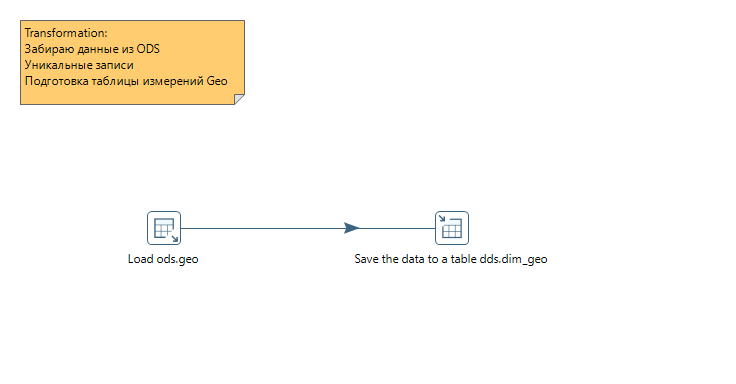 Transformation:
Забираю данные из ODS
Уникальные записи
Подготовка таблицы измерений Geo
Load ods.geo
Save the data to a table dds.dim_geo